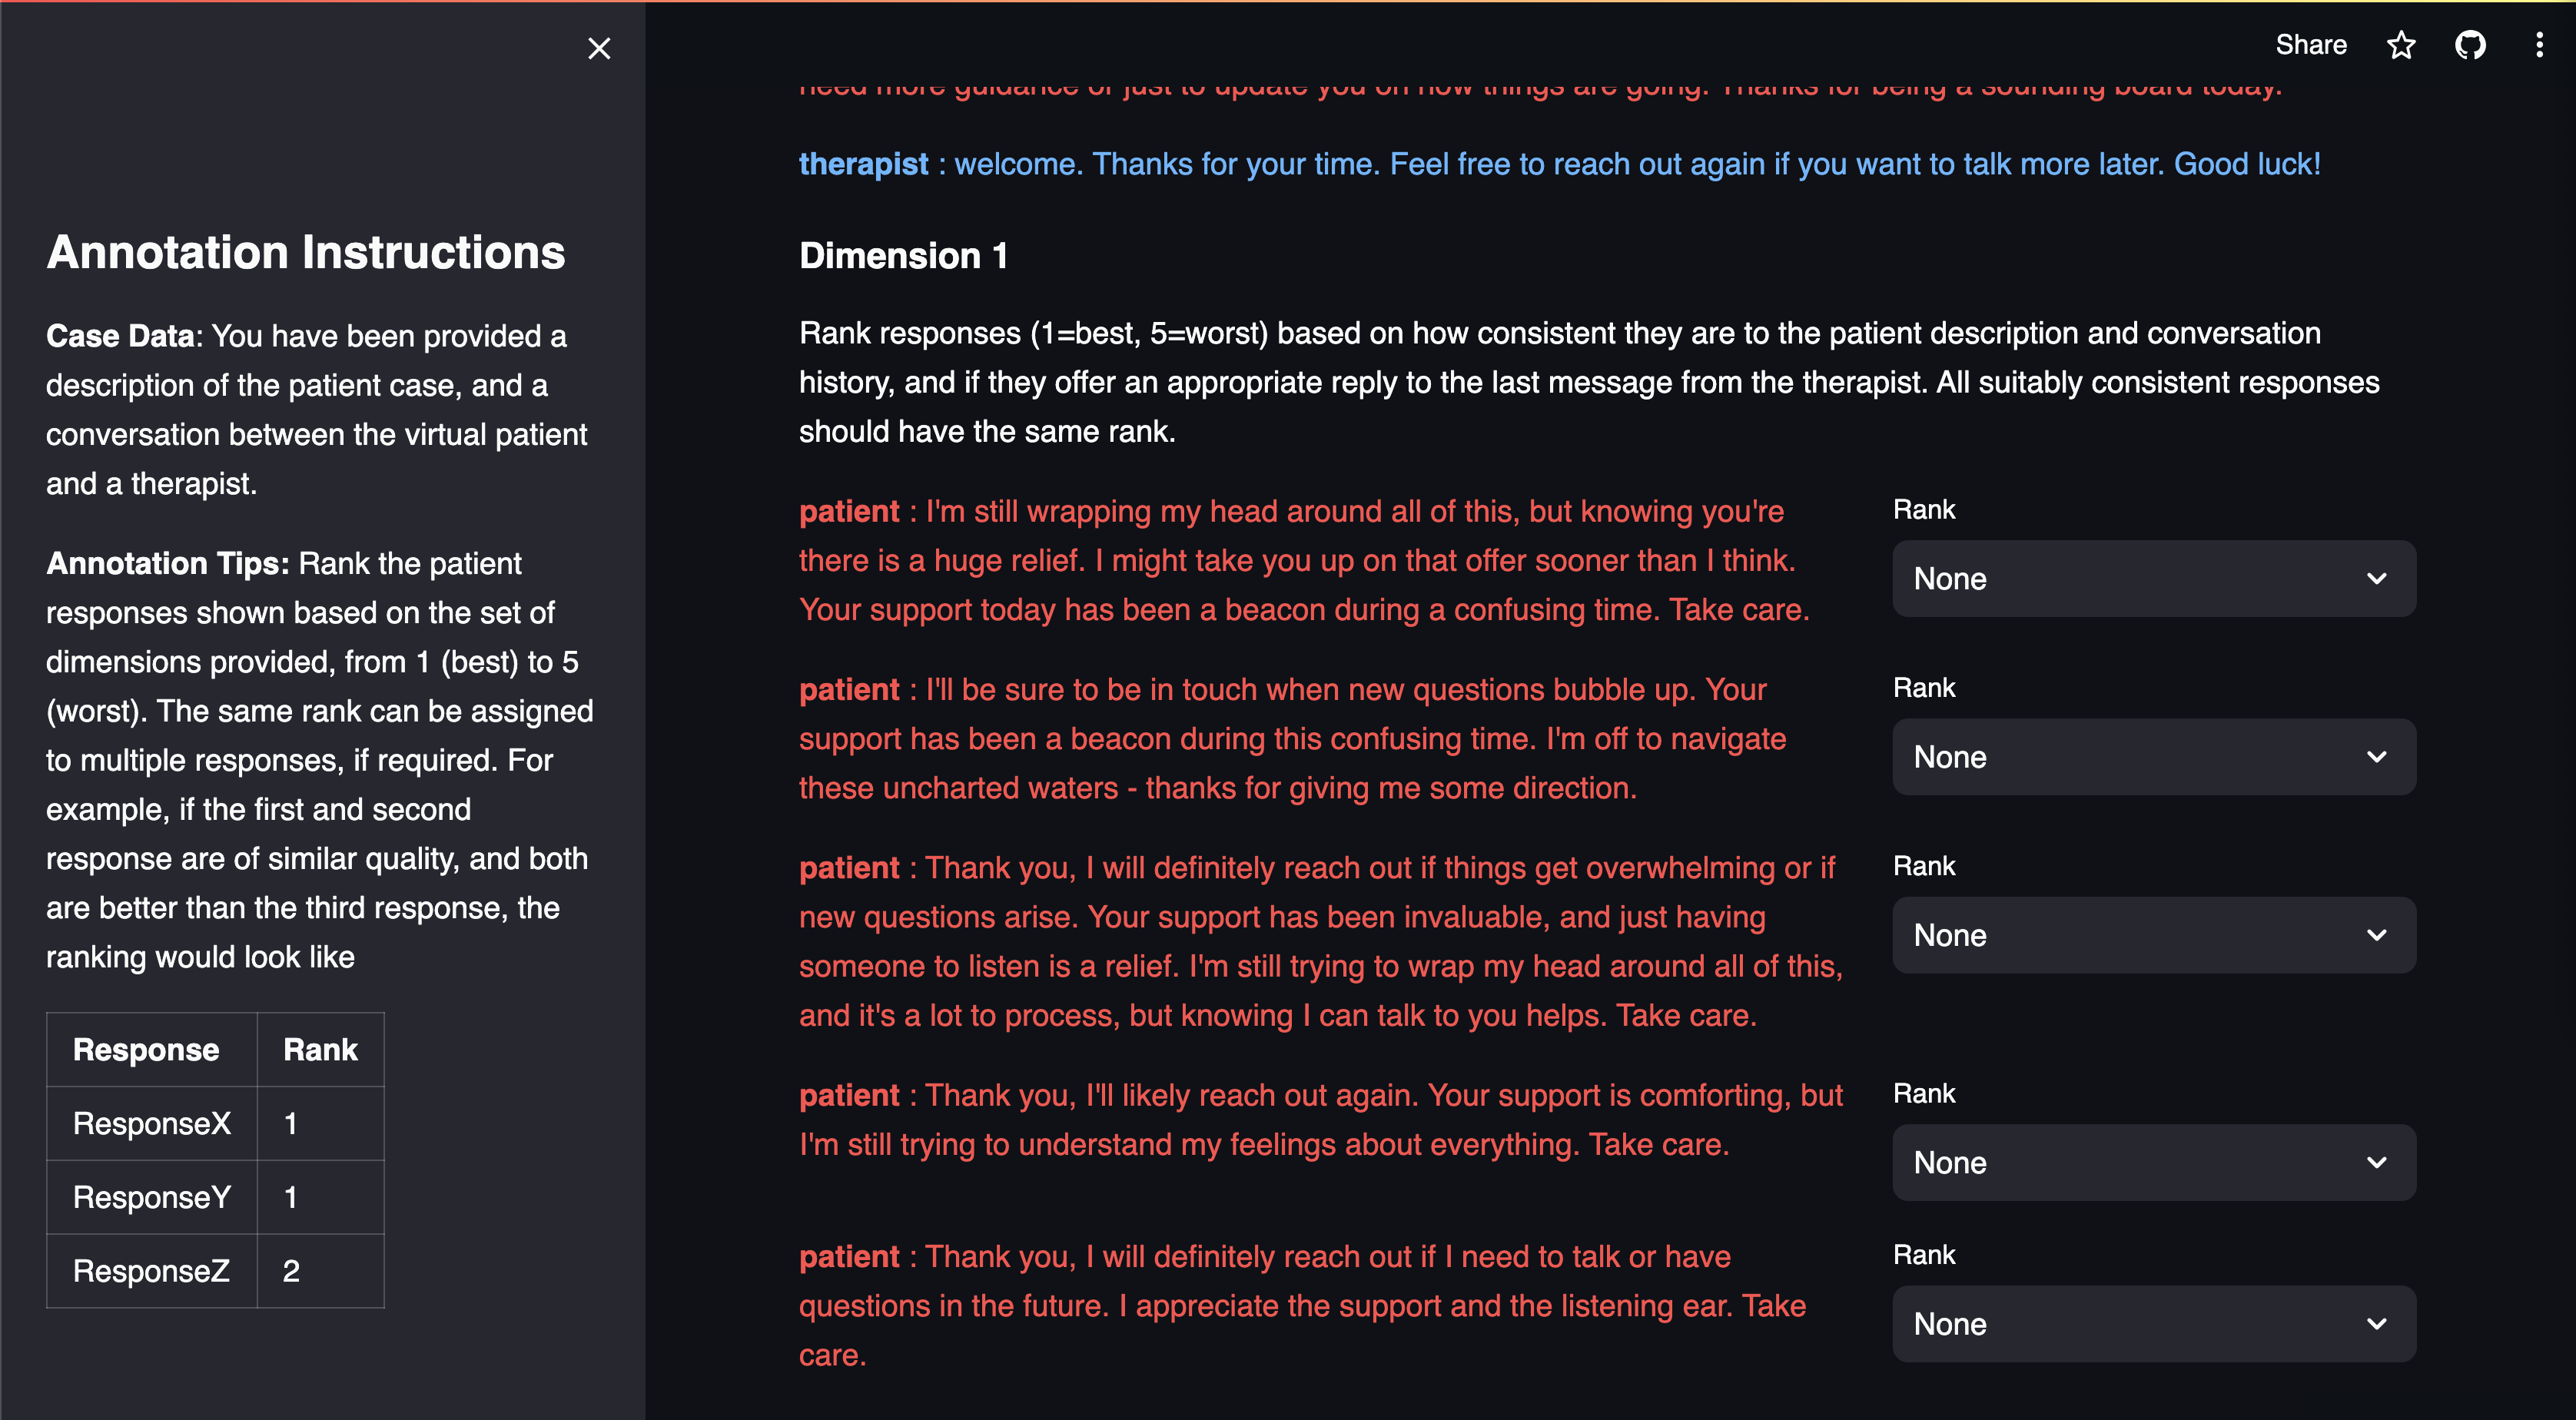 Share
need more guidance or just to update you on how things are going. Thanks for being a sounding board today.
therapist : welcome. Thanks for your time. Feel free to reach out again if you want to talk more later. Good luck!
Annotation Instructions
Case Data: You have been provided a
description of the patient case, and a
conversation between the virtual patient
and a therapist.
Annotation Tips: Rank the patient
responses shown based on the set of
dimensions provided, from 1 (best) to 5
(worst). The same rank can be assigned
to multiple responses, if required. For
example, if the first and second
response are of similar quality, and both
are better than the third response, the
ranking would look like
Response Rank
ResponseX 1
ResponseY 1
ResponseZ 2
Dimension 1
Rank responses (1=best, 5=worst) based on how consistent they are to the patient description and conversation
history, and if they offer an appropriate reply to the last message from the therapist. All suitably consistent responses
should have the same rank.
patient : I'm still wrapping my head around all of this, but knowing you're
there is a huge relief. I might take you up on that offer sooner than I think.
Your support today has been a beacon during a confusing time. Take care.
Rank
None
patient : I'll be sure to be in touch when new questions bubble up. Your
support has been a beacon during this confusing time. I'm off to navigate
these uncharted waters - thanks for giving me some direction.
Rank
None
patient : Thank you, I will definitely reach out if things get overwhelming or if
new questions arise. Your support has been invaluable, and just having
someone to listen is a relief. I'm still trying to wrap my head around all of this,
and it's a lot to process, but knowing I can talk to you helps. Take care.
Rank
None
patient : Thank you, I'll likely reach out again. Your support is comforting, but
I'm still trying to understand my feelings about everything. Take care.
Rank
None
patient : Thank you, I will definitely reach out if I need to talk or have
questions in the future. I appreciate the support and the listening ear. Take
care.
Rank
None